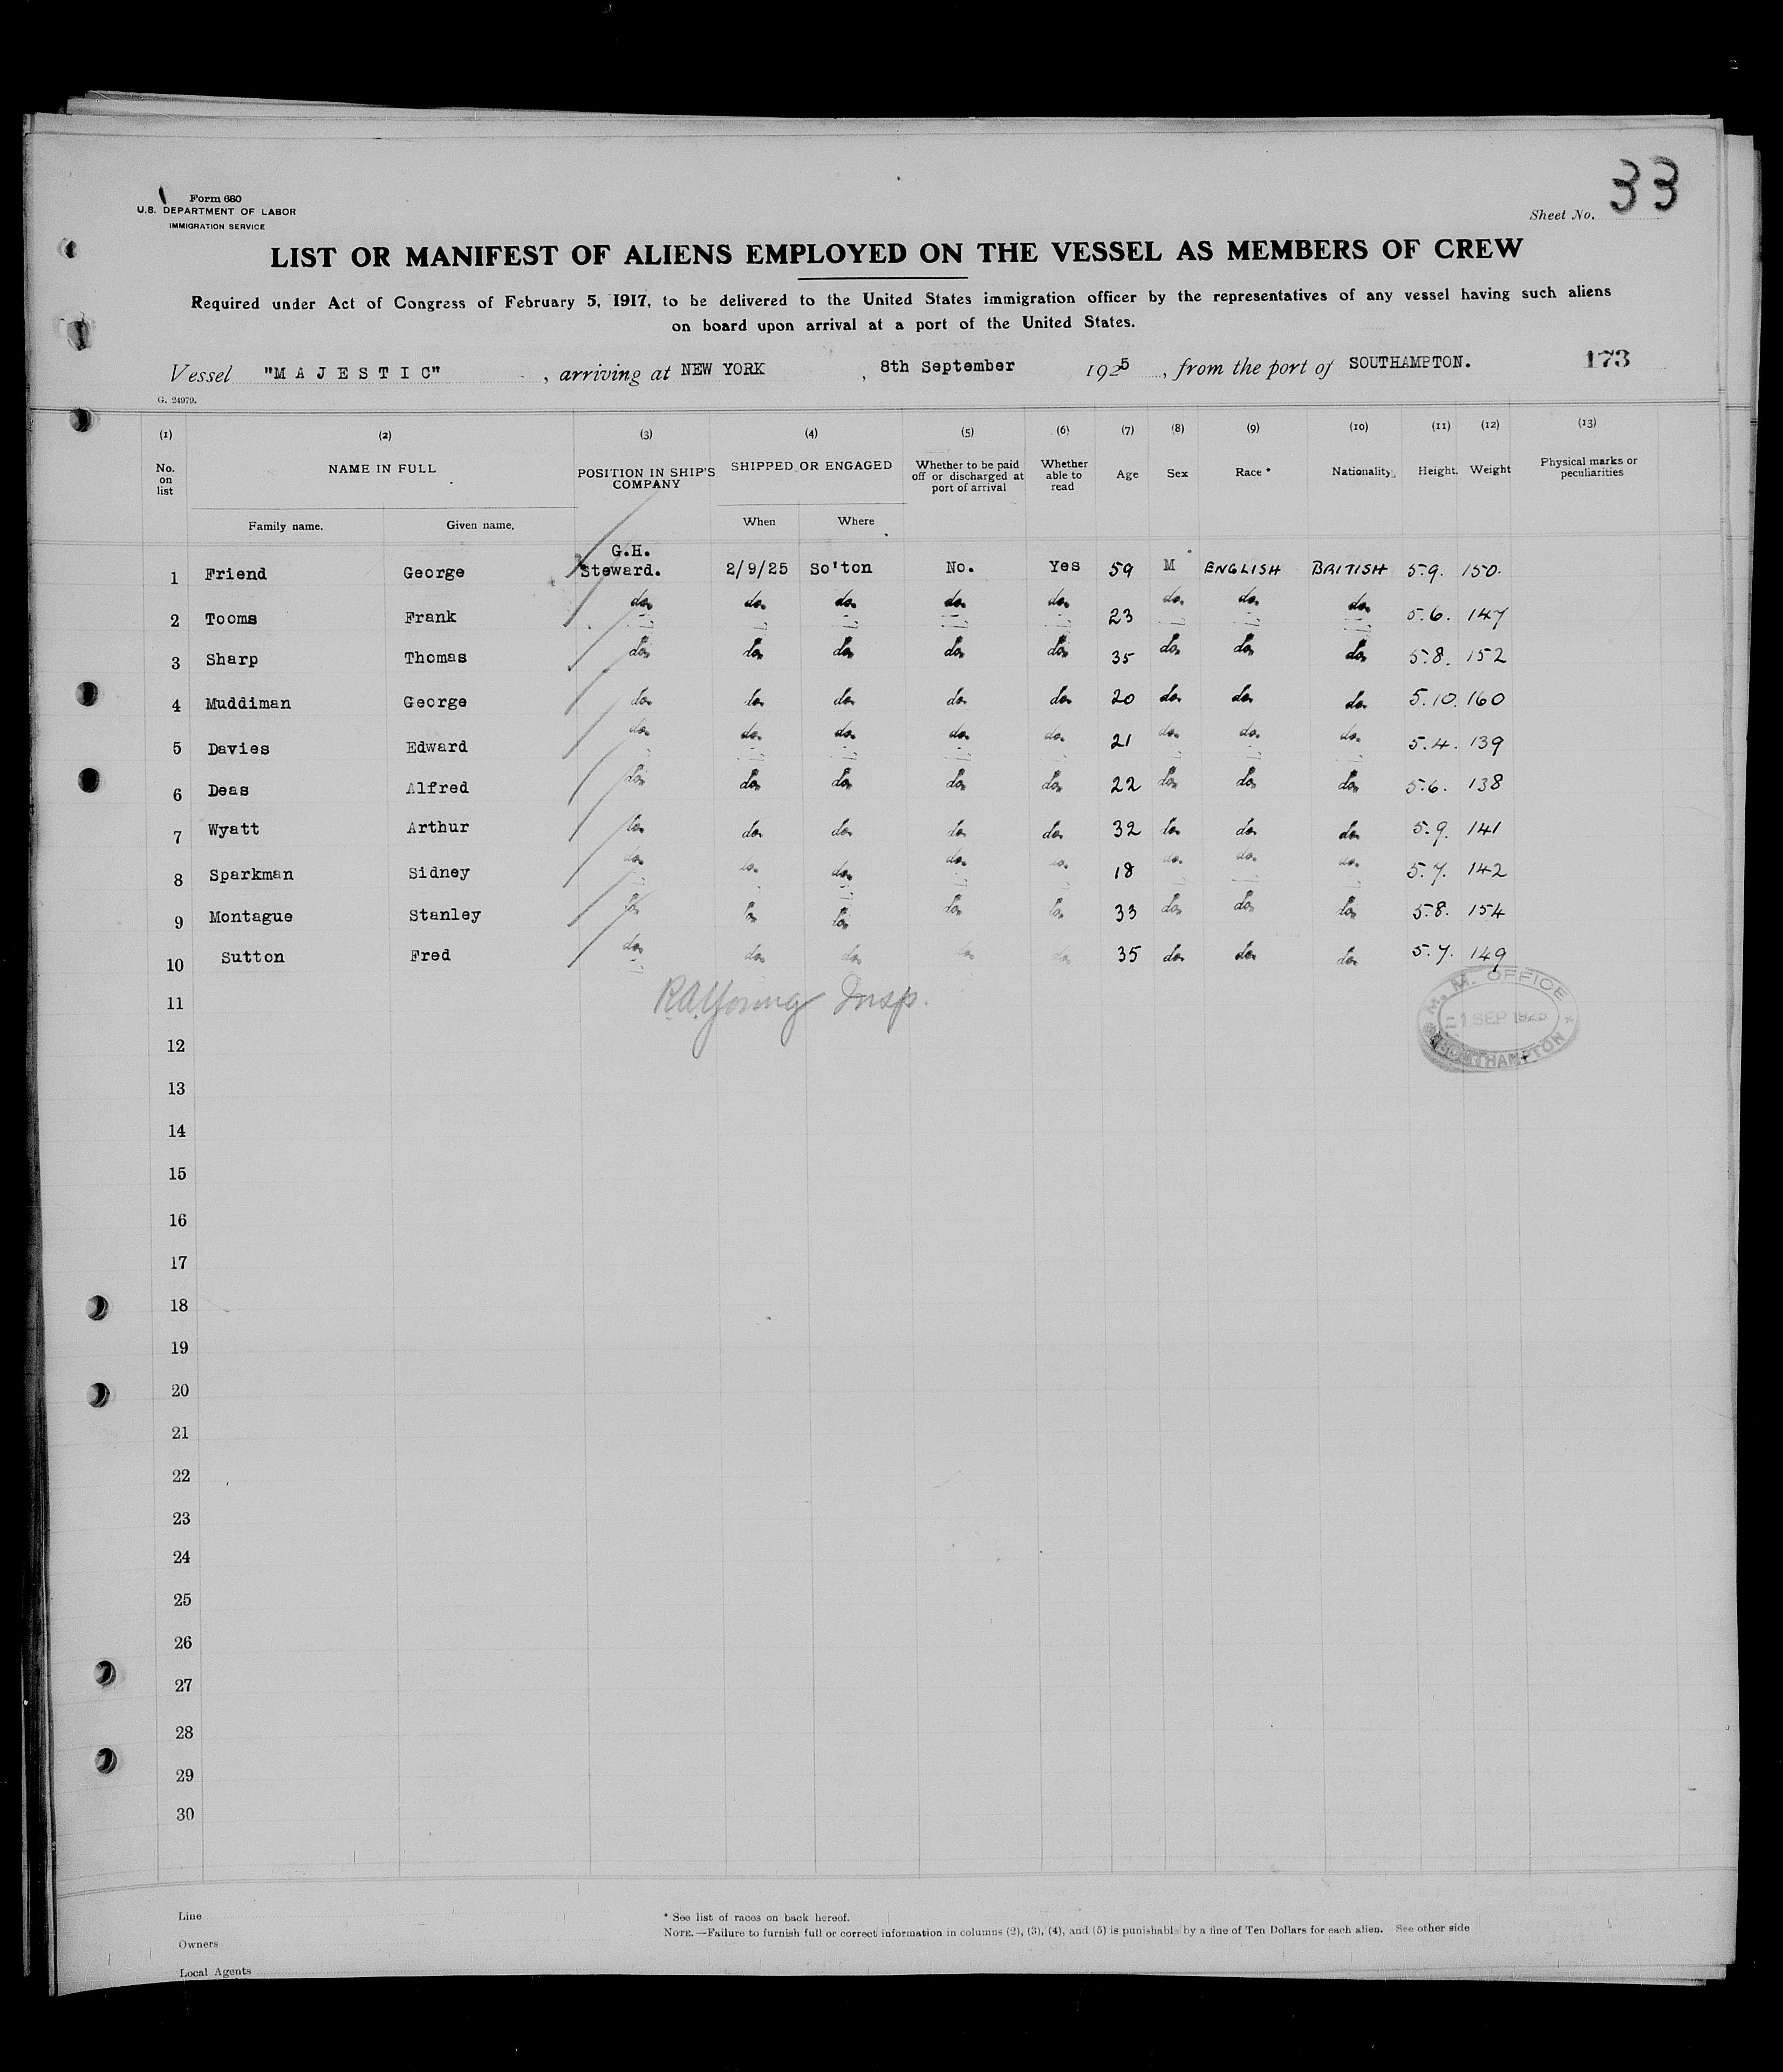 Form 680
U.S. DEPARTMENT OF LABOR
IMMIGRATION SERVICE
Sheet No. 33
LIST OR MANIFEST OF ALIENS EMPLOYED ON THE VESSEL AS MEMBERS OF CREW
Required under Act of Congress of February 5, 1917, to be delivered to the United States immigration officer by the representatives of any vessel having such aliens
on board upon arrival at a port of the United States.
Vessel "MAJESTIC", arriving at NEW YORK, 8th September 1925, from the port of SOUTHAMPTON. 173
G. 24979.
(1) (2) (3) (4) (5) (6) (7) (8) (9) (10) (11) (12) (13)
No. on list NAME IN FULL POSITION IN SHIP'S COMPANY SHIPPED OR ENGAGED Whether to be paid off or discharged at port of arrival Whether able to read Age Sex Race * Nationality. Height. Weight Physical marks or peculiarities
Family name. Given name. When Where
G.H.
1 Friend George Steward. 2/9/25 So'ton No. Yes 59 M ENGLISH BRITISH 5.9. 150.
2 Tooms Frank do. do. do. do. do. 23 do. do. do. 5.6. 147
3 Sharp Thomas do. do. do. do. do. 35 do. do. do. 5.8. 152
4 Muddiman George do. do. do. do. do. 20 do. do. do. 5.10. 160
5 Davies Edward do. do. do. do. do. 21 do. do. do. 5.4. 139
6 Deas Alfred do. do. do. do. do. 22 do. do. do. 5.6. 138
7 Wyatt Arthur do. do. do. do. do. 32 do. do. do. 5.9. 141
8 Sparkman Sidney do. do. do. do. do. 18 do. do. do. 5.7. 142
9 Montague Stanley do. do. do. do. do. 33 do. do. do. 5.8. 154
10 Sutton Fred do. do. do. do. do. 35 do. do. do. 5.7. 149
11 RAYoung Insp.
M. M. OFFICE
1 SEP 1925
SOUTHAMPTON
12
13
14
15
16
17
18
19
20
21
22
23
24
25
26
27
28
29
30
Line
* See list of races on back hereof.
NOTE.—Failure to furnish full or correct information in columns (2), (3), (4), and (5) is punishable by a fine of Ten Dollars for each alien. See other side
Owners
Local Agents